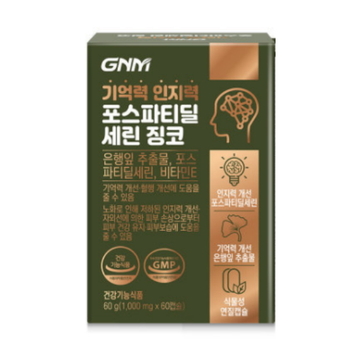 GNM
기억력 인지력
포스파티딜
세린 징코
은행잎 추출물, 포스
파티딜세린, 비타민E
기억력 개선·혈행 개선에 도움을
줄 수 있음
노화로 인해 저하된 인지력 개선·
자외선에 의한 피부 손상으로부터
피부 건강 유지·피부보습에 도움을
줄 수 있음
건강
기능식품
GMP
건강기능식품
60 g(1,000 mg x 60캡슐)
인지력 개선
포스파티딜세린
기억력 개선
은행잎 추출물
식물성
연질캡슐